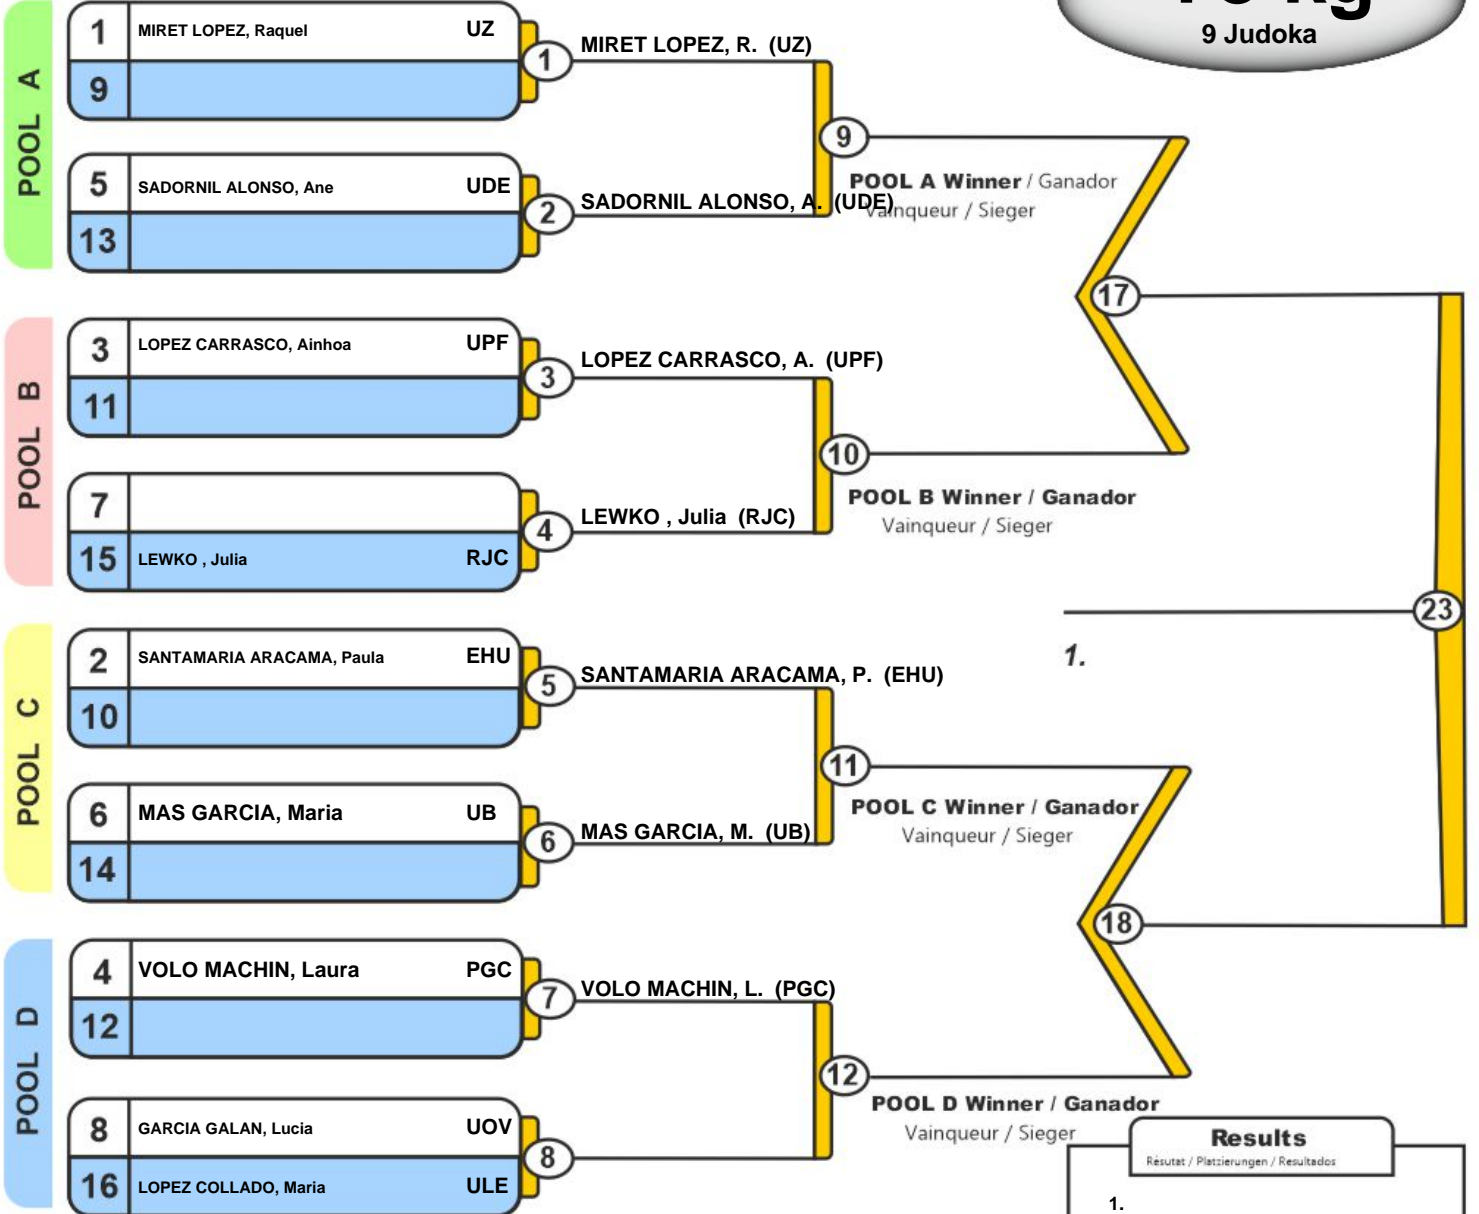 9 Judoka
POOL A
1 MIRET LOPEZ, Raquel UZ
9
1
MIRET LOPEZ, R. (UZ)
5 SADORNIL ALONSO, Ane UDE
13
2
SADORNIL ALONSO, A. (UDE)
9
POOL A Winner / Ganador
Vainqueur / Sieger
POOL B
3 LOPEZ CARRASCO, Ainhoa UPF
11
3
LOPEZ CARRASCO, A. (UPF)
7
15 LEWKO , Julia RJC
4
LEWKO , Julia (RJC)
10
POOL B Winner / Ganador
Vainqueur / Sieger
17
POOL C
2 SANTAMARIA ARACAMA, Paula EHU
10
5
SANTAMARIA ARACAMA, P. (EHU)
6 MAS GARCIA, Maria UB
14
6
MAS GARCIA, M. (UB)
11
POOL C Winner / Ganador
Vainqueur / Sieger
23
1.
POOL D
4 VOLO MACHIN, Laura PGC
12
7
VOLO MACHIN, L. (PGC)
8 GARCIA GALAN, Lucia UOV
16 LOPEZ COLLADO, Maria ULE
8
12
POOL D Winner / Ganador
Vainqueur / Sieger
18
Results
Résutat / Platzierungen / Resultados
1.